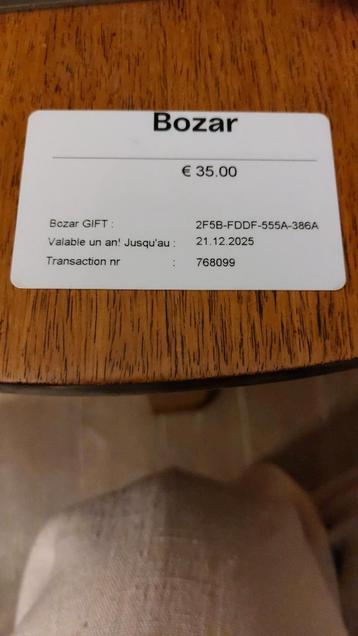 Bozar
€ 35.00
Bozar GIFT : 2F5B-FDDF-555A-386A
Valable un an! Jusqu'au : 21.12.2025
Transaction nr : 768099